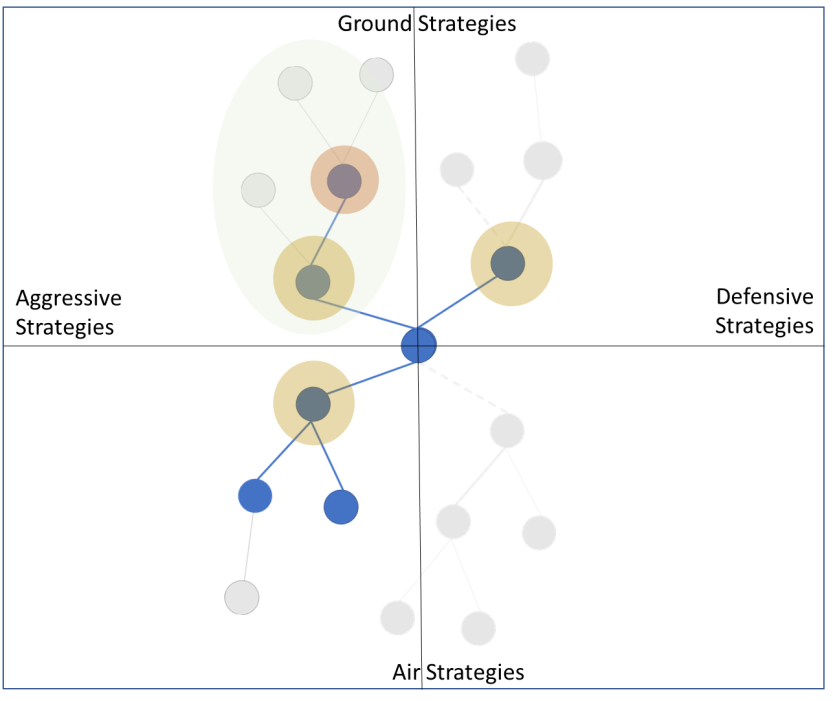 Ground Strategies
Aggressive
Strategies
Defensive
Strategies
Air Strategies